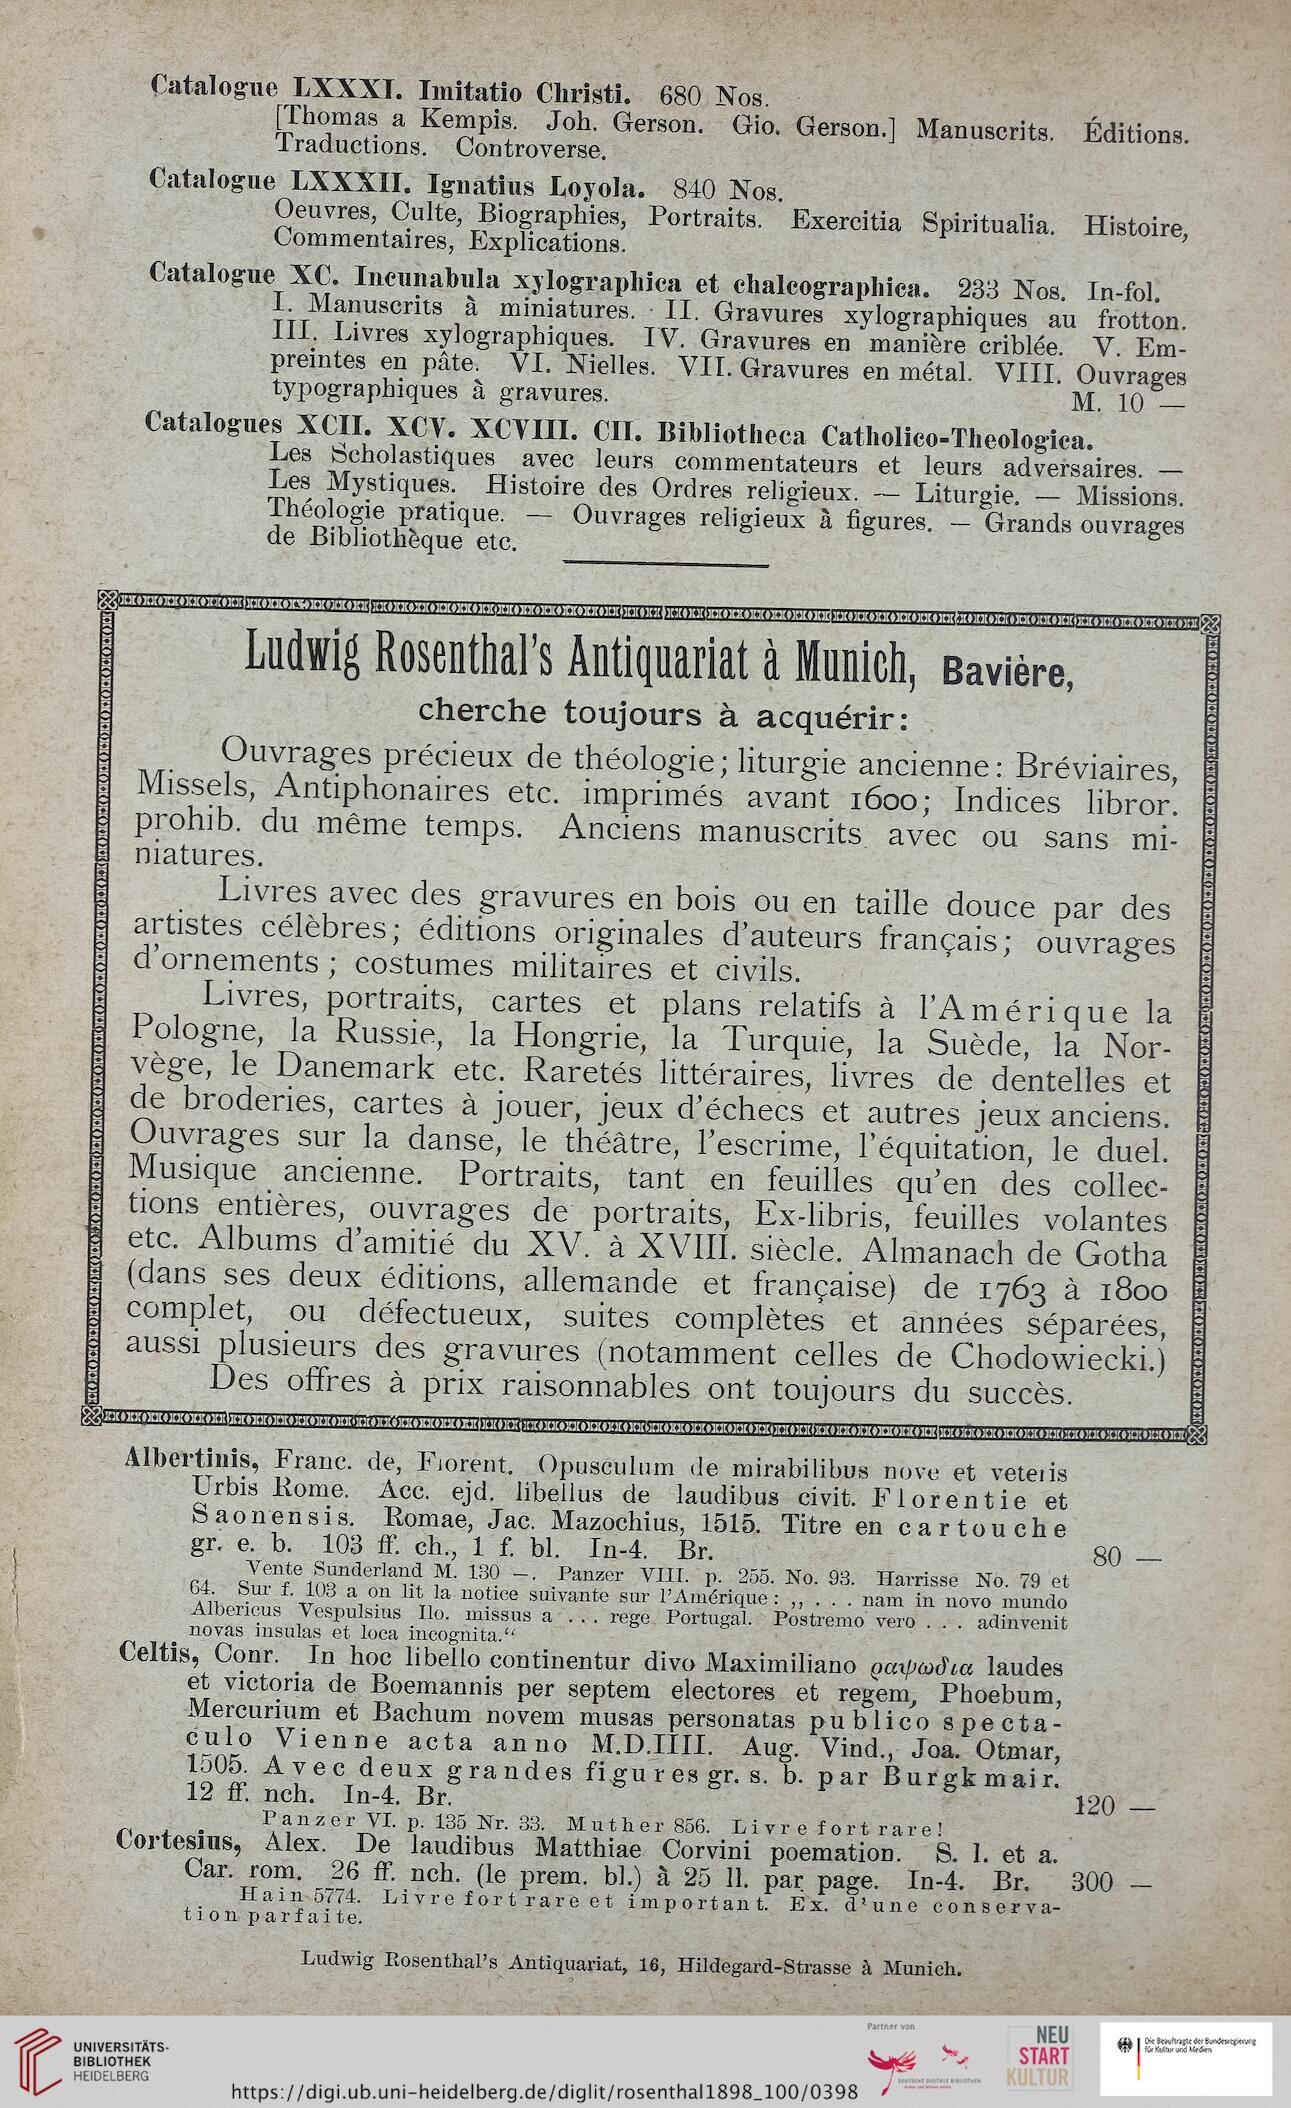 Catalogue LXXXI. Imitatio Christi. 680 Nos.
[Thomas a Kempis. Joh. Gerson. Gio. Gerson.] Manuscrits. Éditions.
Traductions. Controverse.
Catalogue LXXXII. Ignatius Loyola. 840 Nos.
Oeuvres, Culte, Biographies, Portraits. Exercitia Spiritualia. Histoire,
Commentaires, Explications.
Catalogue XC. Incunabula xylographica et chalcographica. 233 Nos. In-fol.
I. Manuscrits à miniatures. II. Gravures xylographiques au frotton.
III. Livres xylographiques. IV. Gravures en manière criblée. V. Em-
preintes en pâte. VI. Nielles. VII. Gravures en métal. VIII. Ouvrages
typographiques à gravures. M. 10 —
Catalogues XCII. XCV. XCVIII. CII. Bibliotheca Catholico-Theologica.
Les Scholastiques avec leurs commentateurs et leurs adversaires. —
Les Mystiques. Histoire des Ordres religieux. — Liturgie. — Missions.
Théologie pratique. — Ouvrages religieux à figures. — Grands ouvrages
de Bibliothèque etc.
Ludwig Rosenthal's Antiquariat à Munich, Bavière,
cherche toujours à acquérir:
Ouvrages précieux de théologie; liturgie ancienne: Bréviaires,
Missels, Antiphonaires etc. imprimés avant 1600; Indices libror.
prohib. du même temps. Anciens manuscrits avec ou sans mi-
niatures.
Livres avec des gravures en bois ou en taille douce par des
artistes célèbres; éditions originales d'auteurs français; ouvrages
d'ornements; costumes militaires et civils.
Livres, portraits, cartes et plans relatifs à l'Amérique la
Pologne, la Russie, la Hongrie, la Turquie, la Suède, la Nor-
vège, le Danemark etc. Raretés littéraires, livres de dentelles et
de broderies, cartes à jouer, jeux d'échecs et autres jeux anciens.
Ouvrages sur la danse, le théâtre, l'escrime, l'équitation, le duel.
Musique ancienne. Portraits, tant en feuilles qu'en des collec-
tions entières, ouvrages de portraits, Ex-libris, feuilles volantes
etc. Albums d'amitié du XV. à XVIII. siècle. Almanach de Gotha
(dans ses deux éditions, allemande et française) de 1763 à 1800
complet, ou défectueux, suites complètes et années séparées,
aussi plusieurs des gravures (notamment celles de Chodowiecki.)
Des offres à prix raisonnables ont toujours du succès.
Albertinis, Franc. de, Florent. Opusculum de mirabilibus nove et veteris
Urbis Rome. Acc. ejd. libellus de laudibus civit. Florentie et
Saonensis. Romae, Jac. Mazochius, 1515. Titre en cartouche
gr. e. b. 103 ff. ch., 1 f. bl. In-4. Br. 80 —
Vente Sunderland M. 130 —. Panzer VIII. p. 255. No. 93. Harrisse No. 79 et
64. Sur f. 103 a on lit la notice suivante sur l'Amérique: ,, . . . nam in novo mundo
Albericus Vespulsius Ilo. missus a . . . rege Portugal. Postremo vero . . . adinvenit
novas insulas et loca incognita.“
Celtis, Conr. In hoc libello continentur divo Maximiliano ραψωδια laudes
et victoria de Boemannis per septem electores et regem, Phoebum,
Mercurium et Bachum novem musas personatas publico specta-
culo Vienne acta anno M.D.IIII. Aug. Vind., Joa. Otmar,
1505. Avec deux grandes figures gr. s. b. par Burgkmair.
12 ff. nch. In-4. Br. 120 —
Panzer VI. p. 135 Nr. 33. Muther 856. Livre fort rare!
Cortesius, Alex. De laudibus Matthiae Corvini poemation. S. l. et a.
Car. rom. 26 ff. nch. (le prem. bl.) à 25 ll. par page. In-4. Br. 300 —
Hain 5774. Livre fort rare et important. Ex. d'une conserva-
tion parfaite.
Ludwig Rosenthal's Antiquariat, 16, Hildegard-Strasse à Munich.
UNIVERSITÄTS-
BIBLIOTHEK
HEIDELBERG
https://digi.ub.uni-heidelberg.de/diglit/rosenthal1898_100/0398
Partner von
DEUTSCHE DIGITALE BIBLIOTHEK
Kultur und Wissen online
NEU
START
KULTUR
Die Beauftragte der Bundesregierung
für Kultur und Medien